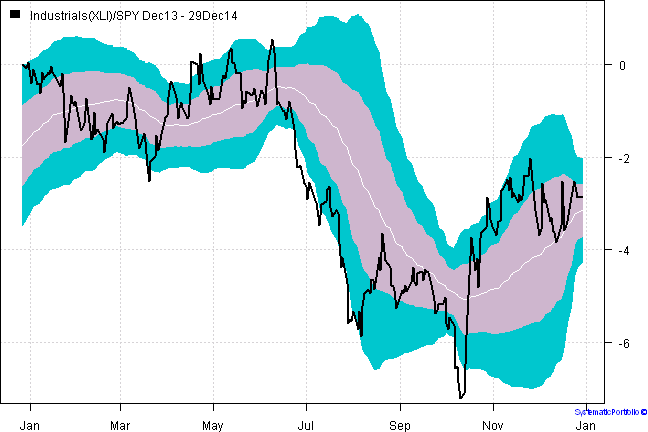 Industrials(XLI)/SPY Dec13 - 29Dec14
0
-2
-4
-6
SystematicPortfolio ©
Jan Mar May Jul Sep Nov Jan